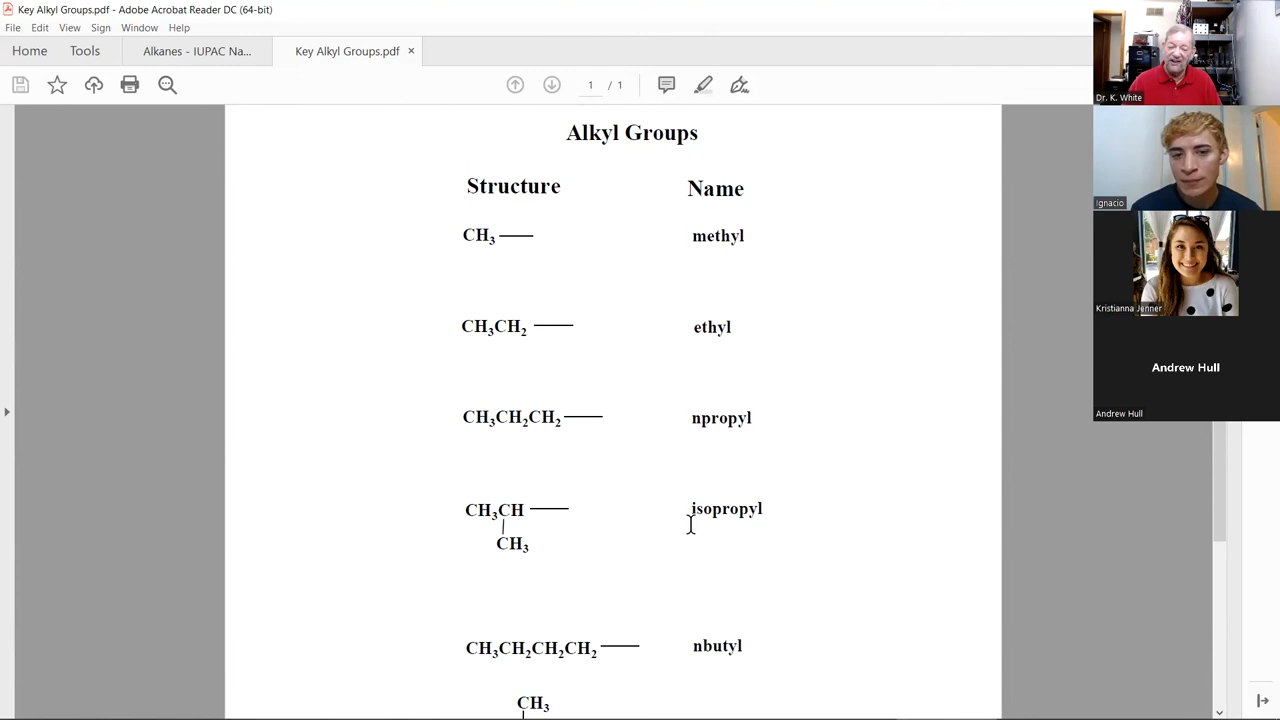 Key Alkyl Groups.pdf - Adobe Acrobat Reader DC (64-bit)
File Edit View Sign Window Help
Home Tools Alkanes - IUPAC Na... Key Alkyl Groups.pdf ×
1 / 1
Alkyl Groups
Structure Name
CH₃— methyl
CH₃CH₂— ethyl
CH₃CH₂CH₂— npropyl
CH₃CH— isopropyl
CH₃
CH₃CH₂CH₂CH₂— nbutyl
CH₃
Dr. K. White
Ignacio
Kristianna Jenner
Andrew Hull
Andrew Hull